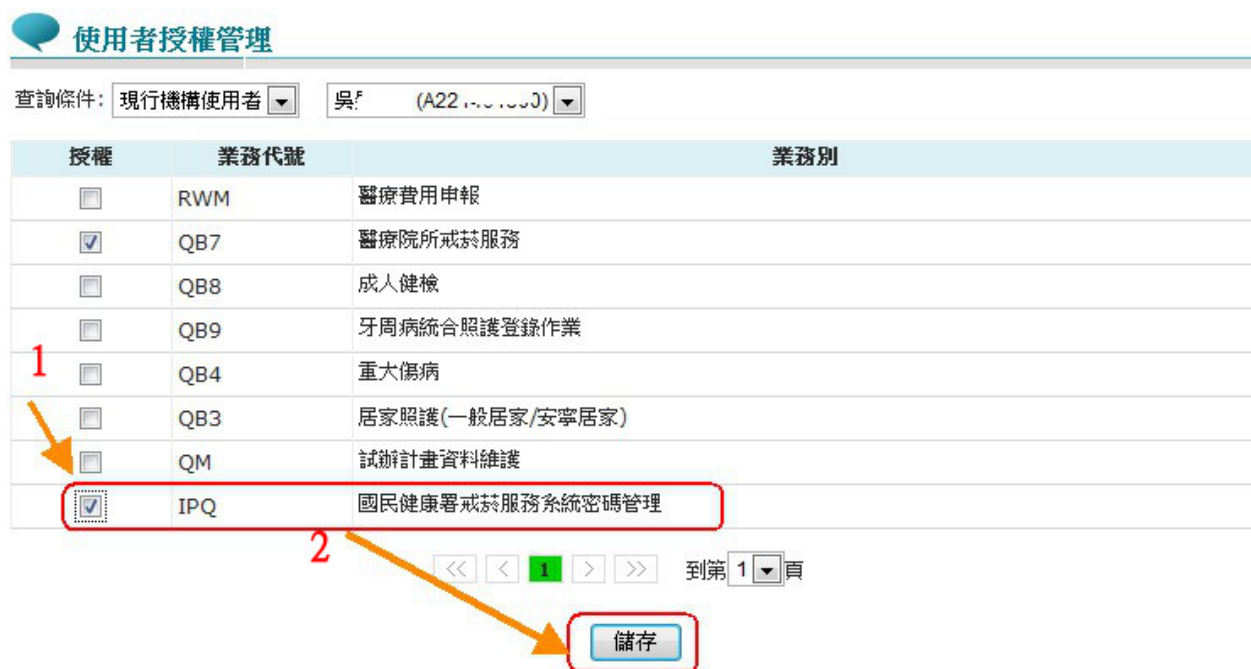 使用者授權管理
查詢條件: 現行機構使用者 吳 (A22
授權 業務代號 業務別
RWM 醫療費用申報
QB7 醫療院所戒菸服務
QB8 成人健檢
QB9 牙周病統合照護登錄作業
1
QB4 重大傷病
QB3 居家照護(一般居家/安寧居家)
QM 試辦計畫資料維護
IPQ 國民健康署戒菸服務系統密碼管理
2
<< < 1 > >> 到第 1 頁
儲存